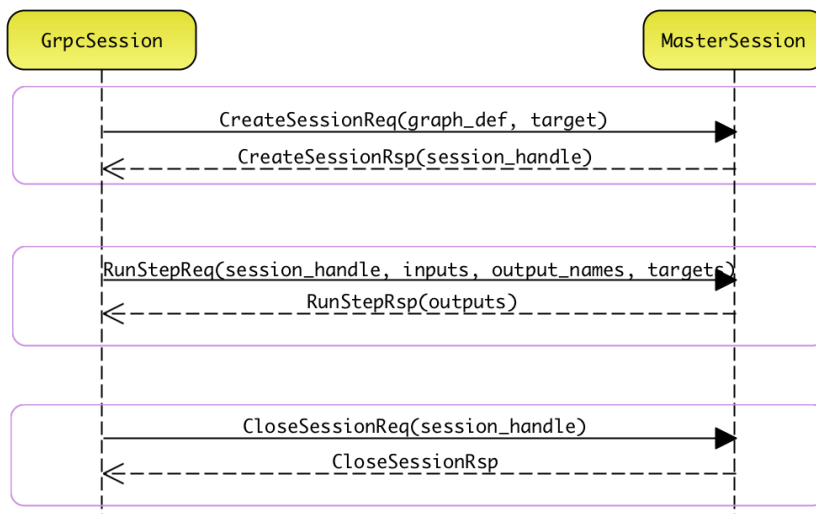 GrpcSession
MasterSession
CreateSessionReq(graph_def, target)
CreateSessionRsp(session_handle)
RunStepReq(session_handle, inputs, output_names, targets)
RunStepRsp(outputs)
CloseSessionReq(session_handle)
CloseSessionRsp